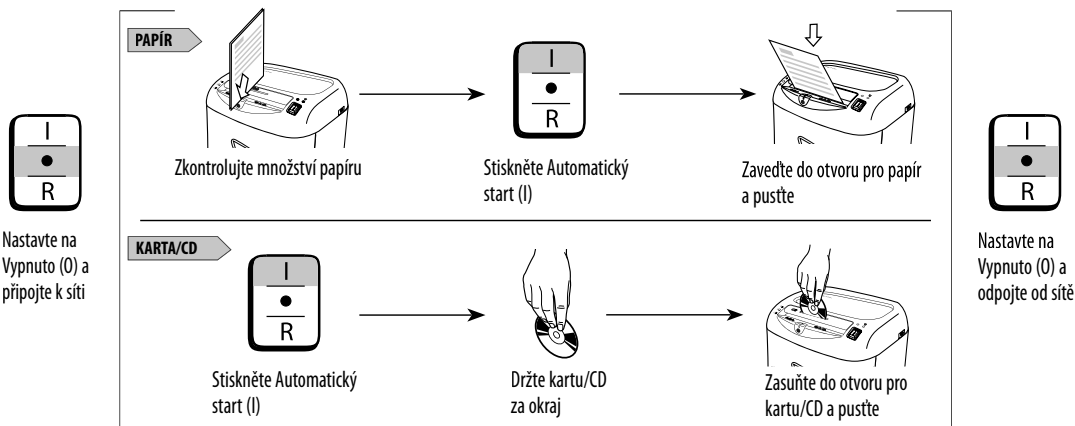 I
R
Nastavte na
Vypnuto (O) a
připojte k síti
PAPÍR
Zkontrolujte množství papíru
I
R
Stiskněte Automatický
start (I)
Zaveďte do otvoru pro papír
a pusťte
KARTA/CD
I
R
Stiskněte Automatický
start (I)
Držte kartu/CD
za okraj
Zasuňte do otvoru pro
kartu/CD a pusťte
I
R
Nastavte na
Vypnuto (O) a
odpojte od sítě